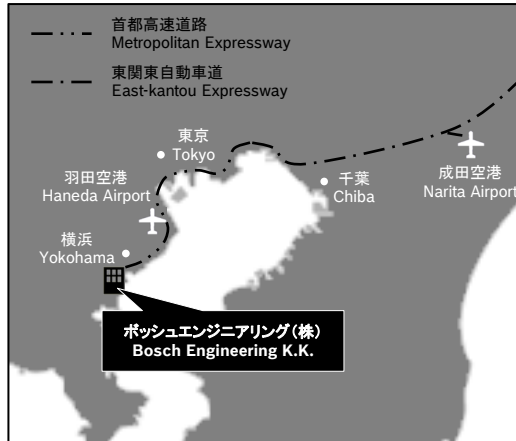 首都高速道路
Metropolitan Expressway
東関東自動車道
East-kantou Expressway
東京
Tokyo
羽田空港
Haneda Airport
千葉
Chiba
成田空港
Narita Airport
横浜
Yokohama
ボッシュエンジニアリング(株)
Bosch Engineering K.K.